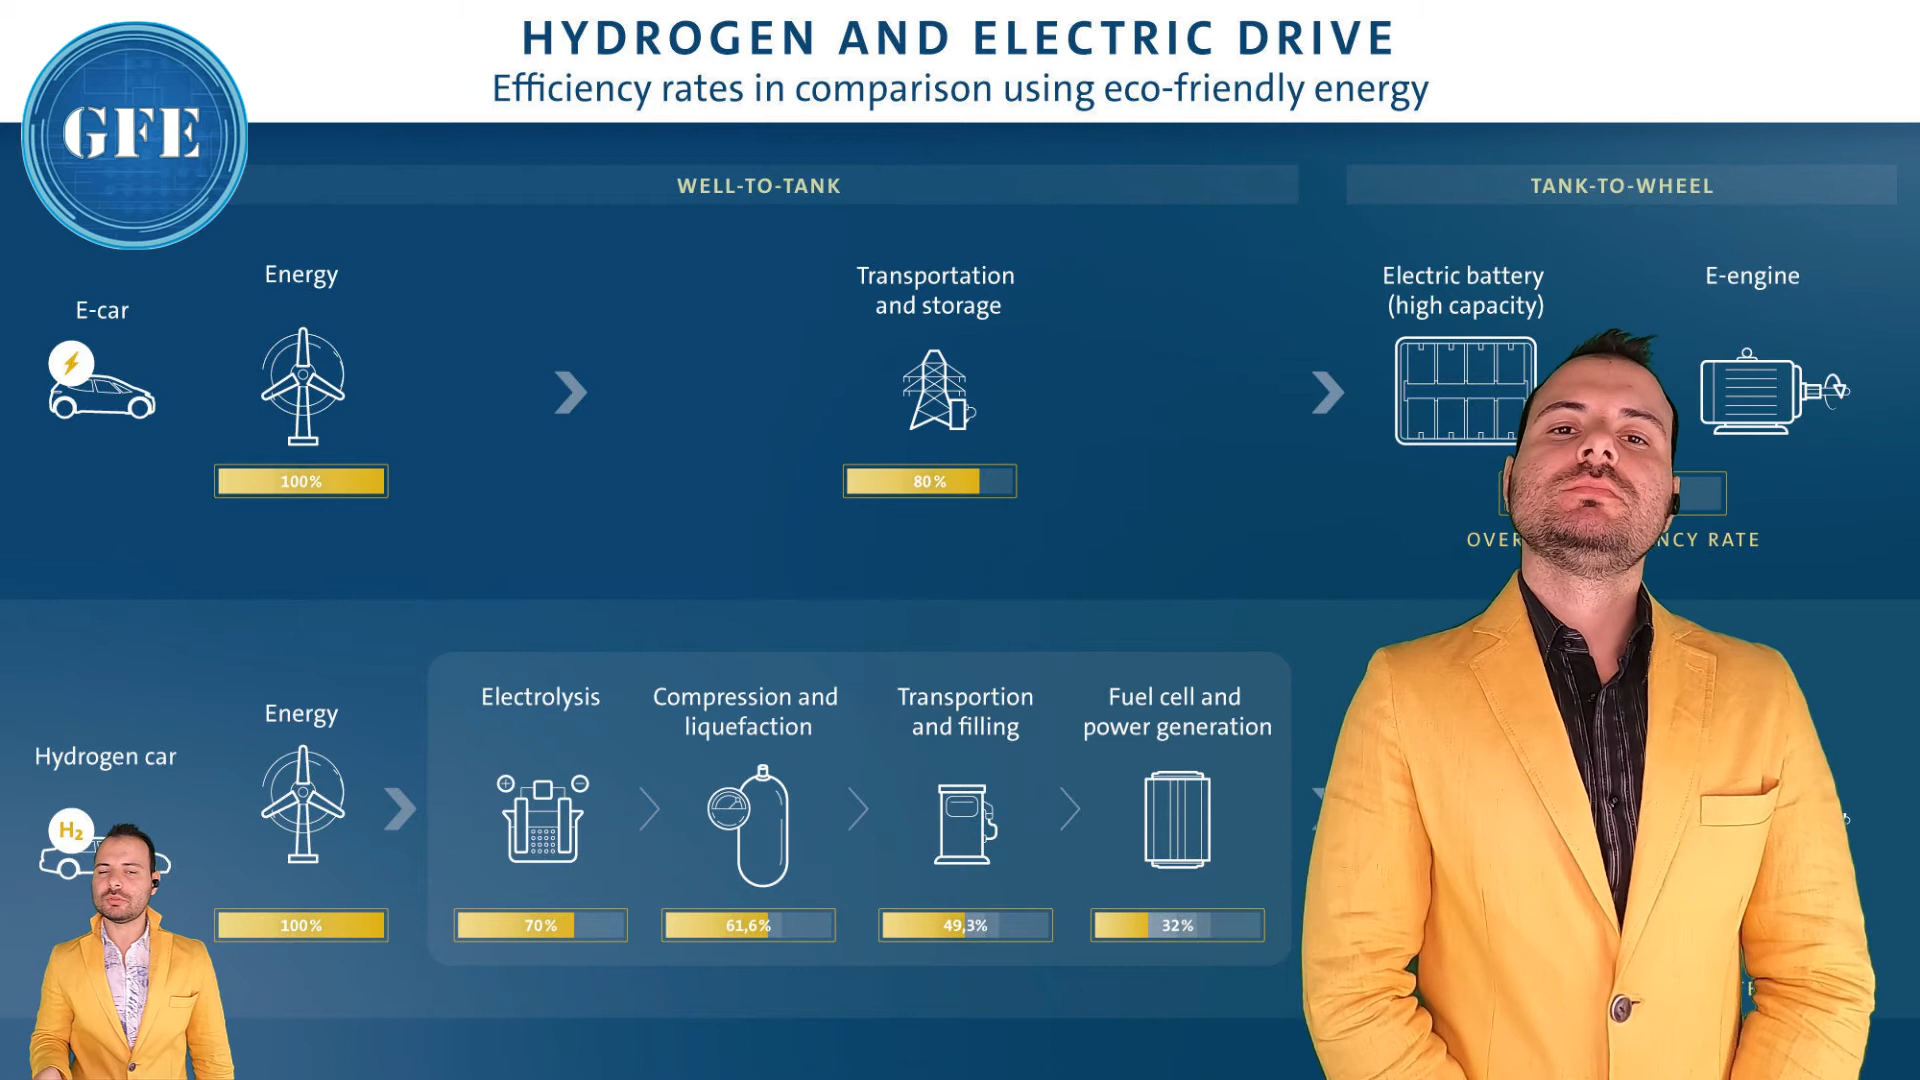 HYDROGEN AND ELECTRIC DRIVE
Efficiency rates in comparison using eco-friendly energy
GFE
WELL-TO-TANK
TANK-TO-WHEEL
E-car
Energy
Transportation
and storage
Electric battery
(high capacity)
E-engine
100%
80%
RATE
Hydrogen car
H₂
Energy
Electrolysis
Compression and
liquefaction
Transportion
and filling
Fuel cell and
power generation
100%
70%
61,6%
49,3%
32%